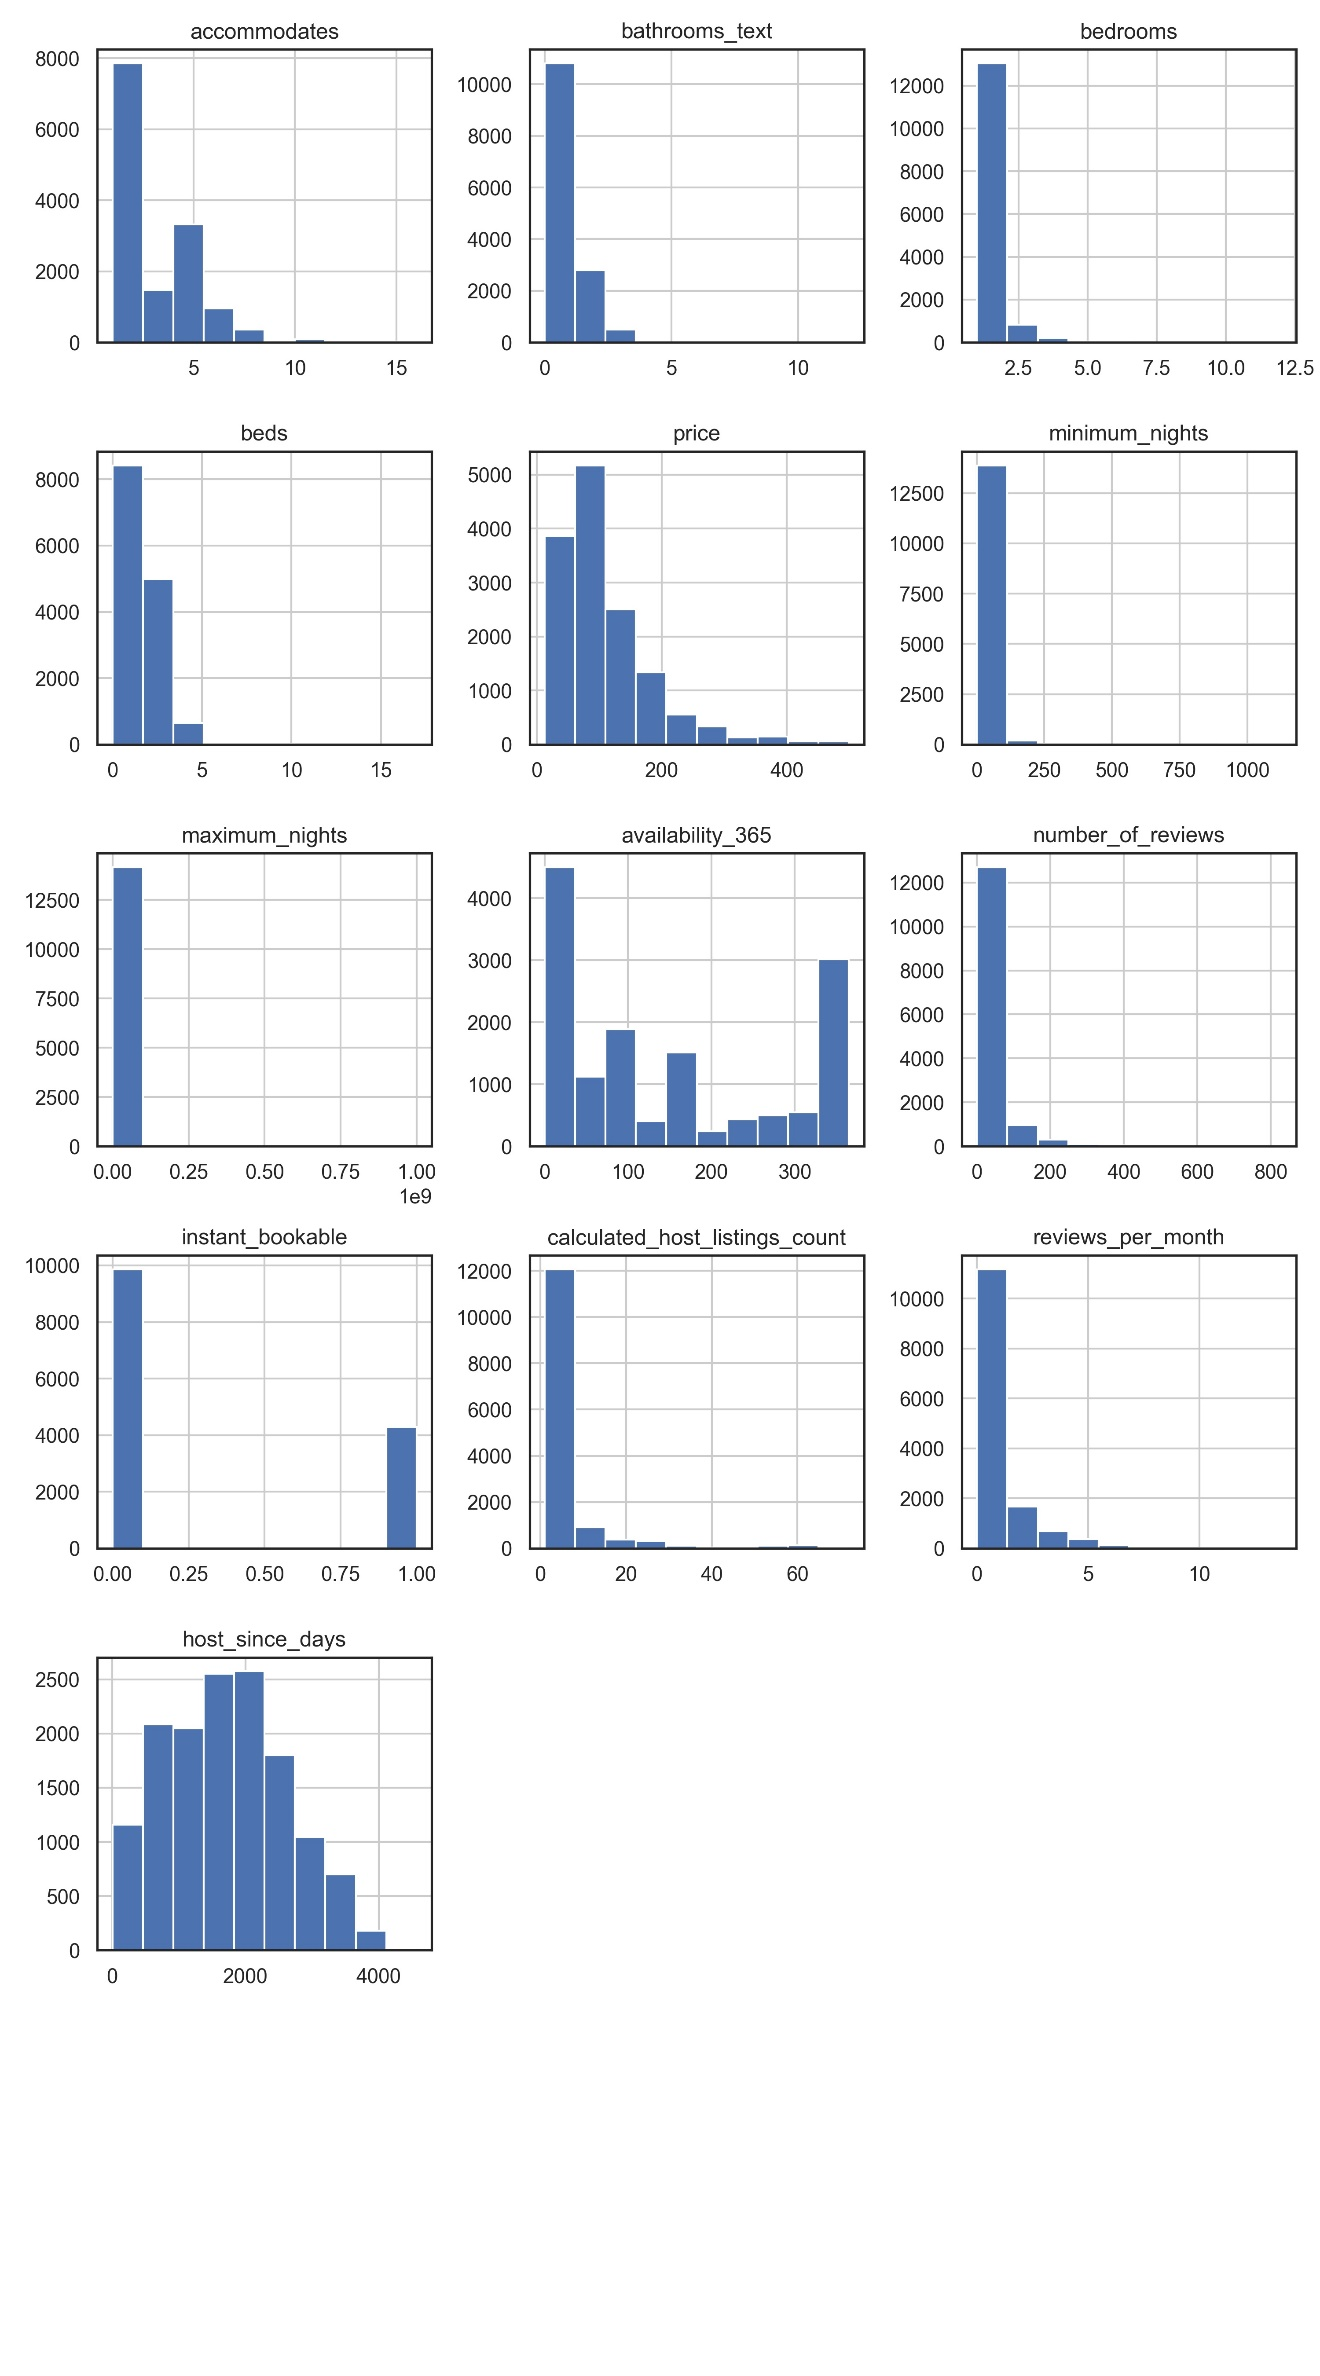 accommodates
8000
6000
4000
2000
0
5 10 15
bathrooms_text
10000
8000
6000
4000
2000
0
0 5 10
bedrooms
12000
10000
8000
6000
4000
2000
0
2.5 5.0 7.5 10.0 12.5
beds
8000
6000
4000
2000
0
0 5 10 15
price
5000
4000
3000
2000
1000
0
0 200 400
minimum_nights
12500
10000
7500
5000
2500
0
0 250 500 750 1000
maximum_nights
12500
10000
7500
5000
2500
0
0.00 0.25 0.50 0.75 1.00
1e9
availability_365
4000
3000
2000
1000
0
0 100 200 300
number_of_reviews
12000
10000
8000
6000
4000
2000
0
0 200 400 600 800
instant_bookable
10000
8000
6000
4000
2000
0
0.00 0.25 0.50 0.75 1.00
calculated_host_listings_count
12000
10000
8000
6000
4000
2000
0
0 20 40 60
reviews_per_month
10000
8000
6000
4000
2000
0
0 5 10
host_since_days
2500
2000
1500
1000
500
0
0 2000 4000